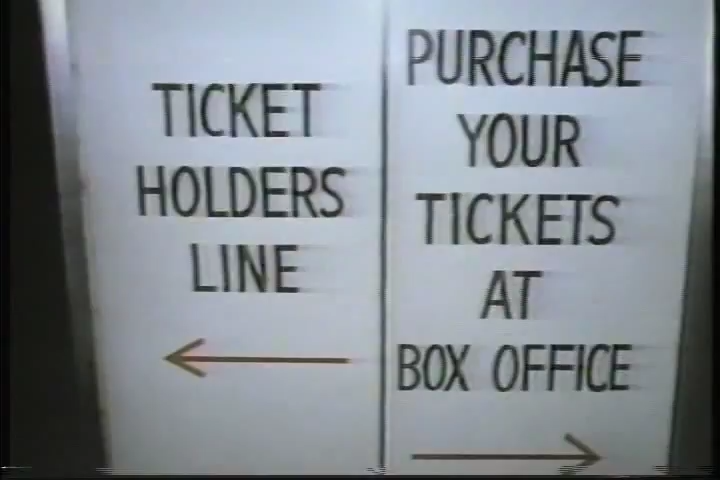 TICKET
HOLDERS
LINE
PURCHASE
YOUR
TICKETS
AT
BOX OFFICE